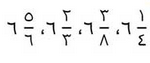 ٦ ١/٤ ، ٦ ٣/٨ ، ٦ ٢/٣ ، ٦ ٥/٦